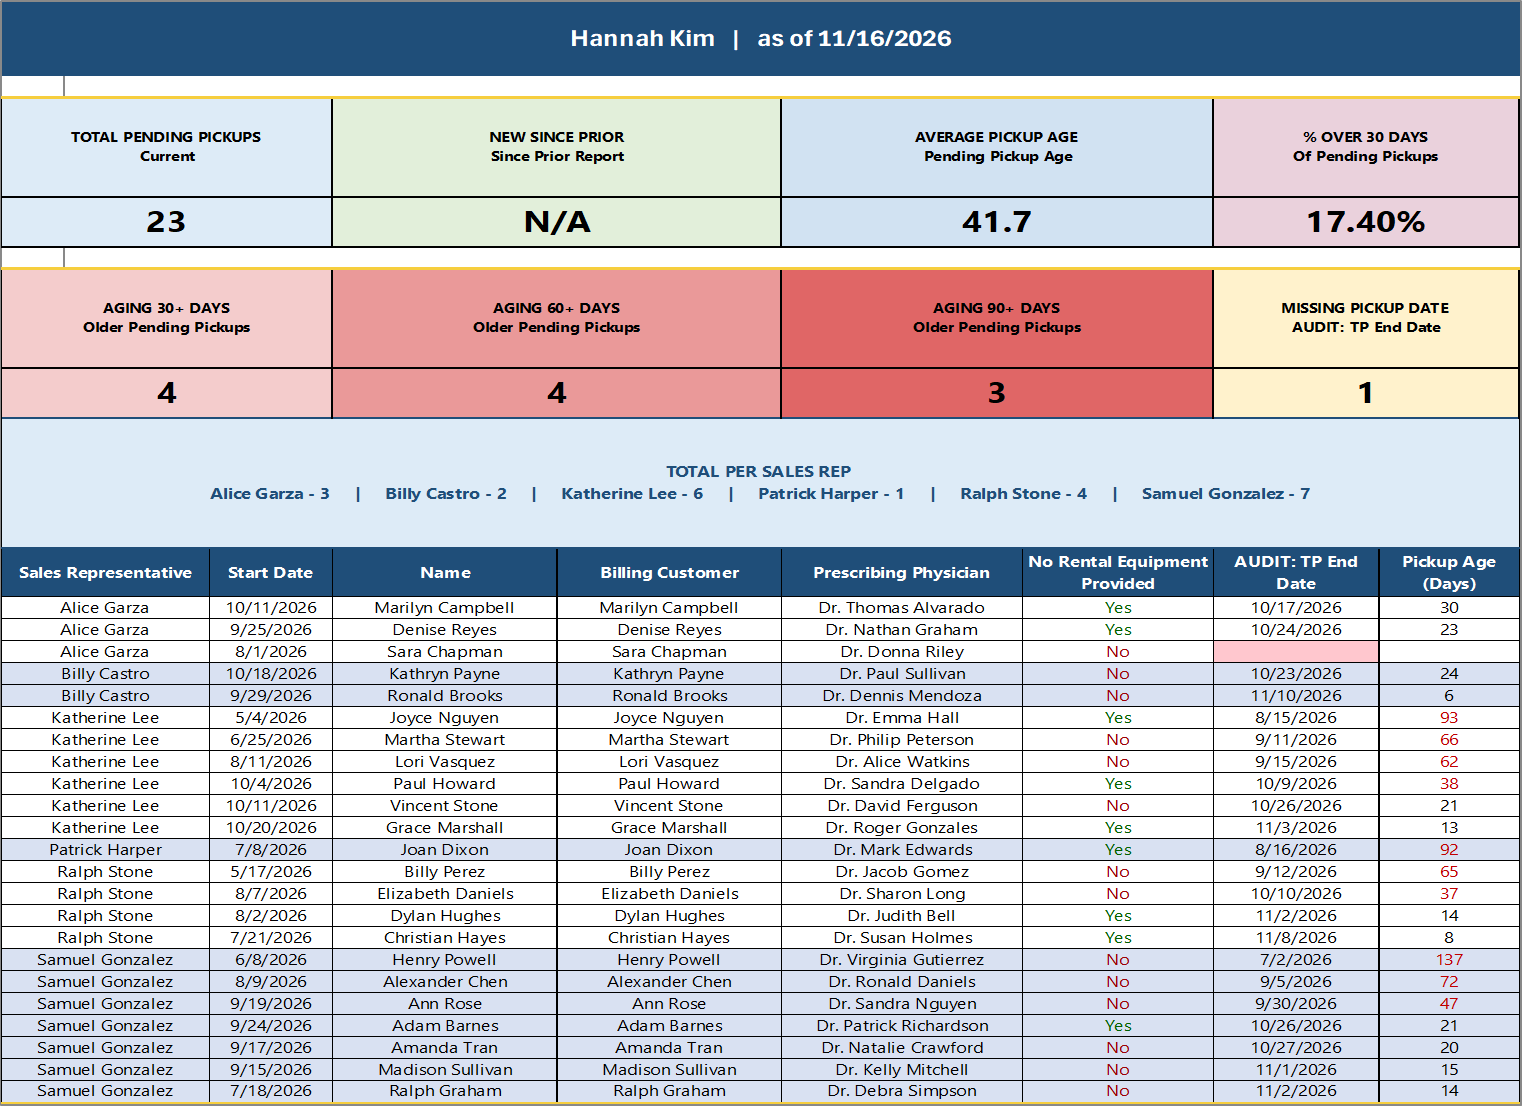 Hannah Kim | as of 11/16/2026
TOTAL PENDING PICKUPS
Current
NEW SINCE PRIOR
Since Prior Report
AVERAGE PICKUP AGE
Pending Pickup Age
% OVER 30 DAYS
Of Pending Pickups
23
N/A
41.7
17.40%
AGING 30+ DAYS
Older Pending Pickups
AGING 60+ DAYS
Older Pending Pickups
AGING 90+ DAYS
Older Pending Pickups
MISSING PICKUP DATE
AUDIT: TP End Date
4
4
3
1
TOTAL PER SALES REP
Alice Garza - 3 | Billy Castro - 2 | Katherine Lee - 6 | Patrick Harper - 1 | Ralph Stone - 4 | Samuel Gonzalez - 7
Sales Representative Start Date Name Billing Customer Prescribing Physician No Rental Equipment Provided AUDIT: TP End Date Pickup Age (Days)
Alice Garza 10/11/2026 Marilyn Campbell Marilyn Campbell Dr. Thomas Alvarado Yes 10/17/2026 30
Alice Garza 9/25/2026 Denise Reyes Denise Reyes Dr. Nathan Graham Yes 10/24/2026 23
Alice Garza 8/1/2026 Sara Chapman Sara Chapman Dr. Donna Riley No
Billy Castro 10/18/2026 Kathryn Payne Kathryn Payne Dr. Paul Sullivan No 10/23/2026 24
Billy Castro 9/29/2026 Ronald Brooks Ronald Brooks Dr. Dennis Mendoza No 11/10/2026 6
Katherine Lee 5/4/2026 Joyce Nguyen Joyce Nguyen Dr. Emma Hall Yes 8/15/2026 93
Katherine Lee 6/25/2026 Martha Stewart Martha Stewart Dr. Philip Peterson No 9/11/2026 66
Katherine Lee 8/11/2026 Lori Vasquez Lori Vasquez Dr. Alice Watkins No 9/15/2026 62
Katherine Lee 10/4/2026 Paul Howard Paul Howard Dr. Sandra Delgado Yes 10/9/2026 38
Katherine Lee 10/11/2026 Vincent Stone Vincent Stone Dr. David Ferguson No 10/26/2026 21
Katherine Lee 10/20/2026 Grace Marshall Grace Marshall Dr. Roger Gonzales Yes 11/3/2026 13
Patrick Harper 7/8/2026 Joan Dixon Joan Dixon Dr. Mark Edwards Yes 8/16/2026 92
Ralph Stone 5/17/2026 Billy Perez Billy Perez Dr. Jacob Gomez No 9/12/2026 65
Ralph Stone 8/7/2026 Elizabeth Daniels Elizabeth Daniels Dr. Sharon Long No 10/10/2026 37
Ralph Stone 8/2/2026 Dylan Hughes Dylan Hughes Dr. Judith Bell Yes 11/2/2026 14
Ralph Stone 7/21/2026 Christian Hayes Christian Hayes Dr. Susan Holmes Yes 11/8/2026 8
Samuel Gonzalez 6/8/2026 Henry Powell Henry Powell Dr. Virginia Gutierrez No 7/2/2026 137
Samuel Gonzalez 8/9/2026 Alexander Chen Alexander Chen Dr. Ronald Daniels No 9/5/2026 72
Samuel Gonzalez 9/19/2026 Ann Rose Ann Rose Dr. Sandra Nguyen No 9/30/2026 47
Samuel Gonzalez 9/24/2026 Adam Barnes Adam Barnes Dr. Patrick Richardson Yes 10/26/2026 21
Samuel Gonzalez 9/17/2026 Amanda Tran Amanda Tran Dr. Natalie Crawford No 10/27/2026 20
Samuel Gonzalez 9/15/2026 Madison Sullivan Madison Sullivan Dr. Kelly Mitchell No 11/1/2026 15
Samuel Gonzalez 7/18/2026 Ralph Graham Ralph Graham Dr. Debra Simpson No 11/2/2026 14